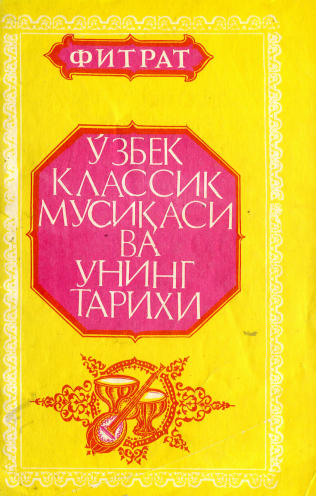 ФИТРАТ
ЎЗБЕК
КЛАССИК
МУСИҚАСИ
ВА
УНИНГ
ТАРИХИ